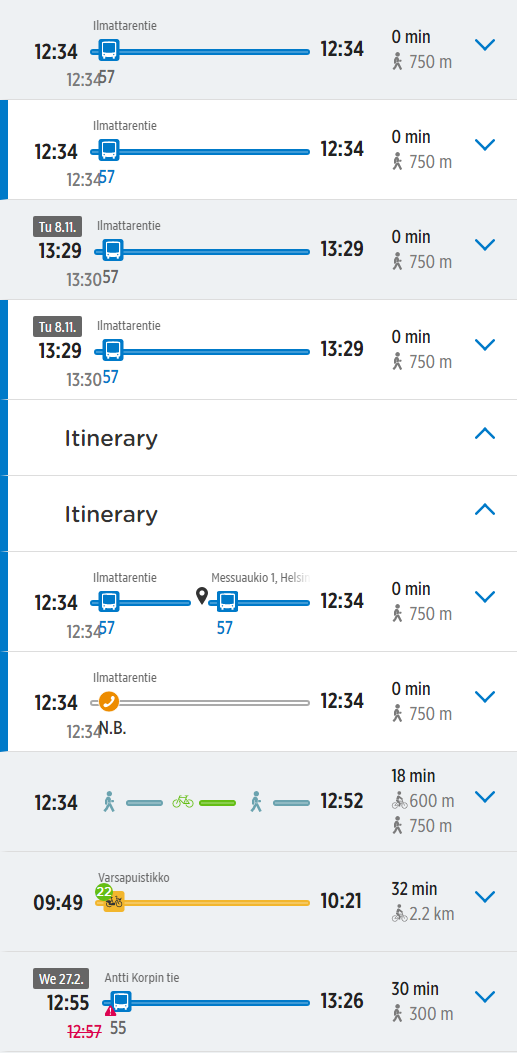 Ilmattarentie
12:34 12:34 0 min
12:34 57 750 m
Ilmattarentie
12:34 12:34 0 min
12:34 57 750 m
Tu 8.11. Ilmattarentie
13:29 13:29 0 min
13:30 57 750 m
Tu 8.11. Ilmattarentie
13:29 13:29 0 min
13:30 57 750 m
Itinerary
Itinerary
Ilmattarentie Messuaukio 1, Helsin
12:34 12:34 0 min
12:34 57 57 750 m
Ilmattarentie
12:34 12:34 0 min
12:34 N.B. 750 m
18 min
12:34 12:52 600 m
750 m
Varsapuistikko
22 32 min
09:49 10:21 2.2 km
We 27.2. Antti Korpin tie
12:55 13:26 30 min
12:57 55 300 m